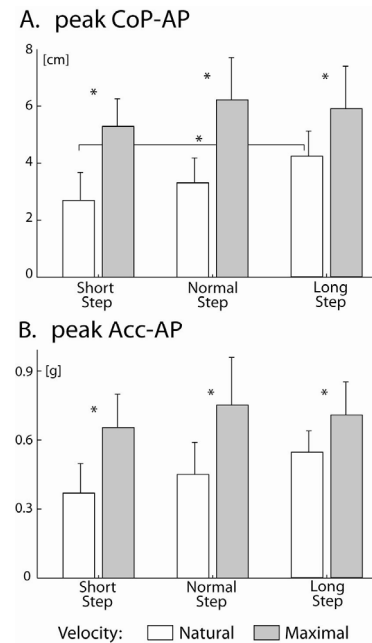 A. peak CoP-AP
8
[cm]
*
*
*
6
*
4
2
0
Short
Step
Normal
Step
Long
Step
B. peak Acc-AP
0.9
[g]
*
*
*
0.6
0.3
0
Short
Step
Normal
Step
Long
Step
Velocity: Natural Maximal